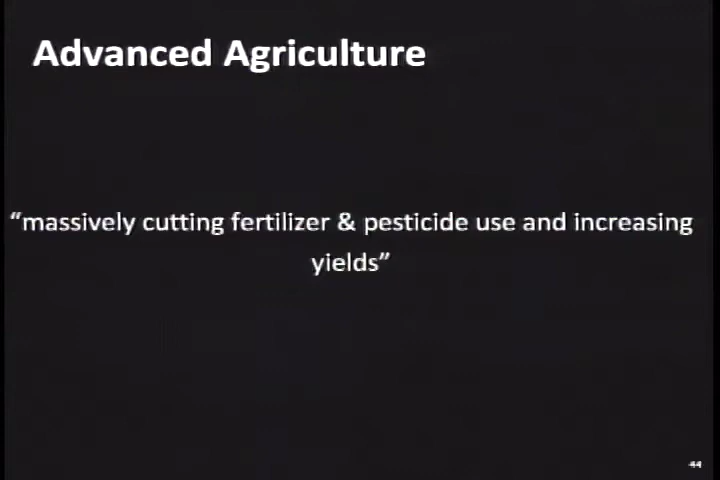 Advanced Agriculture
“massively cutting fertilizer & pesticide use and increasing
yields”
44